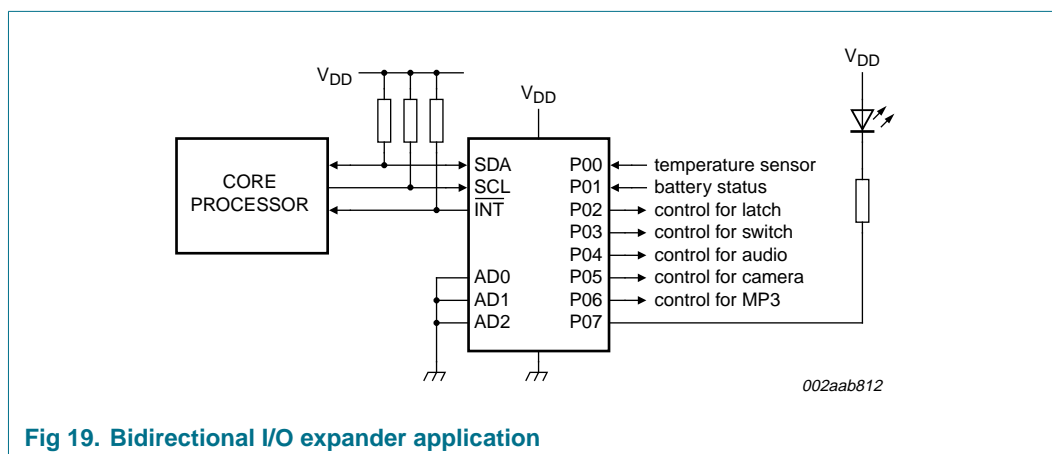 VDD
VDD
VDD
CORE
PROCESSOR
SDA
SCL
INT
AD0
AD1
AD2
P00
P01
P02
P03
P04
P05
P06
P07
temperature sensor
battery status
control for latch
control for switch
control for audio
control for camera
control for MP3
002aab812
Fig 19. Bidirectional I/O expander application